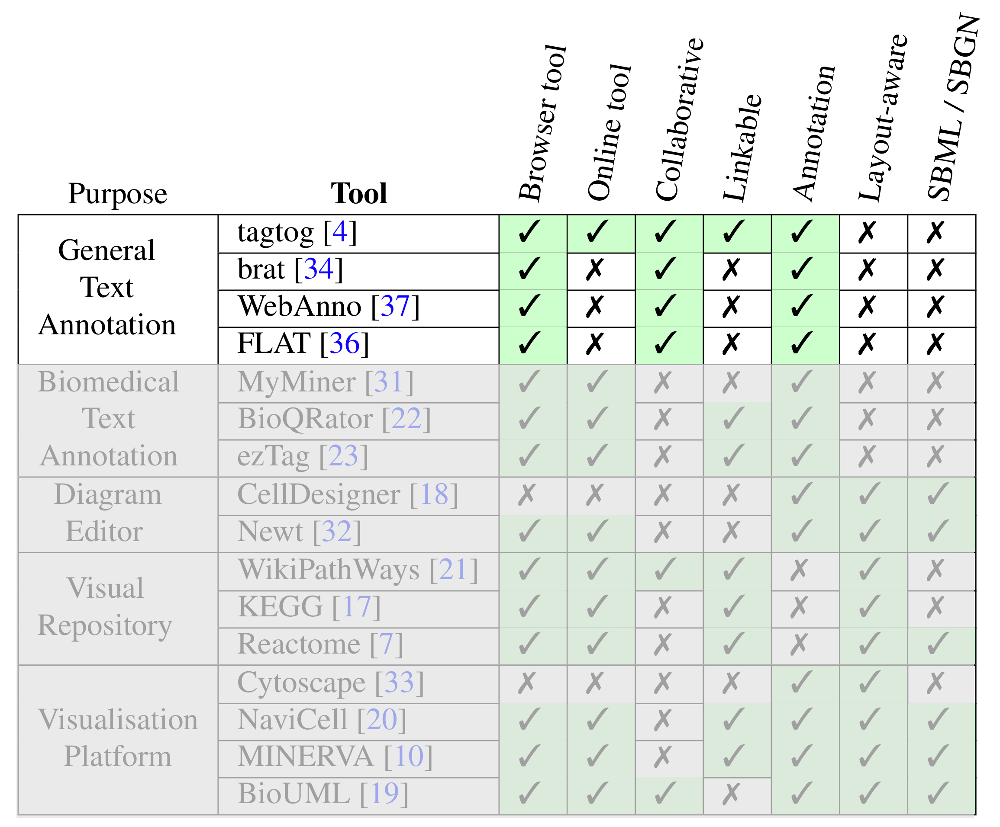 Purpose Tool Browser tool Online tool Collaborative Linkable Annotation Layout-aware SBML / SBGN
General
Text
Annotation
tagtog [4] ✓ ✓ ✓ ✓ ✓ ✗ ✗
brat [34] ✓ ✗ ✓ ✗ ✓ ✗ ✗
WebAnno [37] ✓ ✗ ✓ ✗ ✓ ✗ ✗
FLAT [36] ✓ ✗ ✓ ✗ ✓ ✗ ✗
Biomedical
Text
Annotation
MyMiner [31] ✓ ✓ ✗ ✗ ✓ ✗ ✗
BioQRator [22] ✓ ✓ ✗ ✓ ✓ ✗ ✗
ezTag [23] ✓ ✓ ✗ ✓ ✓ ✗ ✗
Diagram
Editor
CellDesigner [18] ✗ ✗ ✗ ✗ ✓ ✓ ✓
Newt [32] ✓ ✓ ✗ ✗ ✓ ✓ ✓
Visual
Repository
WikiPathWays [21] ✓ ✓ ✓ ✓ ✗ ✓ ✗
KEGG [17] ✓ ✓ ✗ ✓ ✗ ✓ ✗
Reactome [7] ✓ ✓ ✗ ✓ ✗ ✓ ✓
Visualisation
Platform
Cytoscape [33] ✗ ✗ ✗ ✗ ✓ ✓ ✗
NaviCell [20] ✓ ✓ ✗ ✓ ✓ ✓ ✓
MINERVA [10] ✓ ✓ ✗ ✓ ✓ ✓ ✓
BioUML [19] ✓ ✓ ✓ ✗ ✓ ✓ ✓